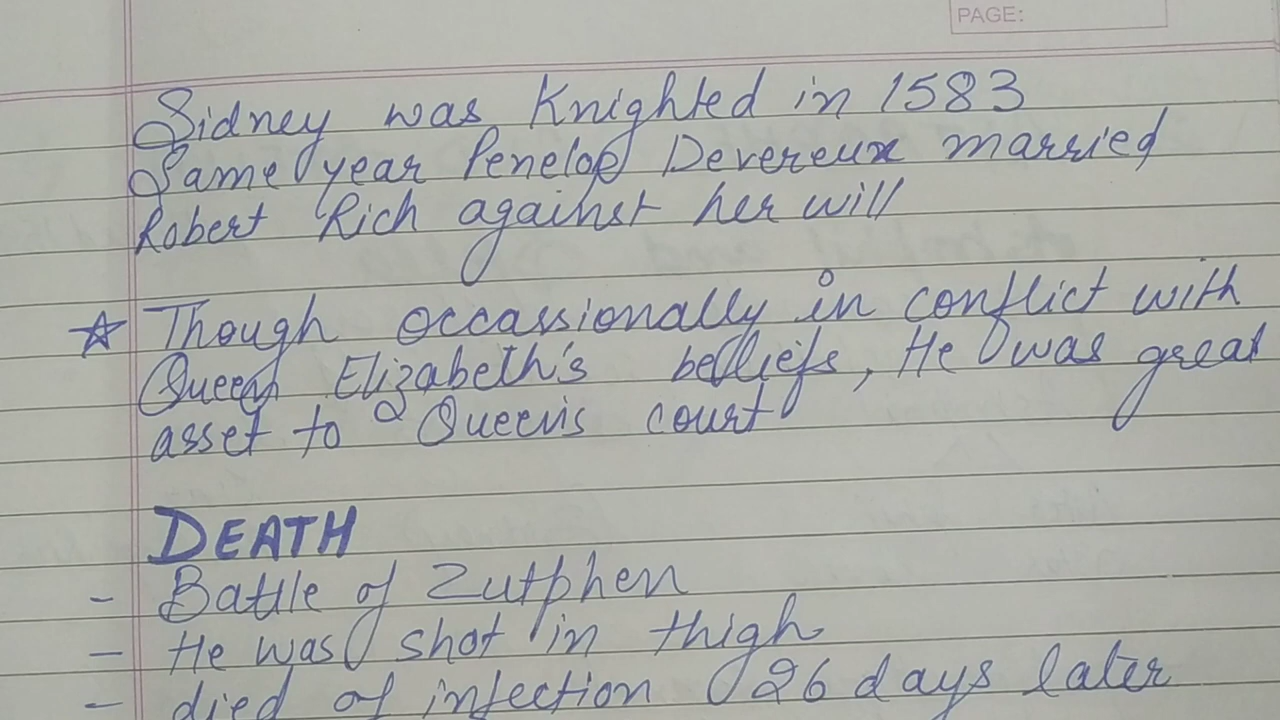 PAGE:
Sidney was Knighted in 1583
Same year Penelop Devereux married
Robert Rich against her will
☆ Though occassionally in conflict with
Queen Elizabeth's belliefs, He was great
asset to Queen's court
DEATH
- Battle of Zutphen
- He was shot in thigh
- died of infection 26 days later